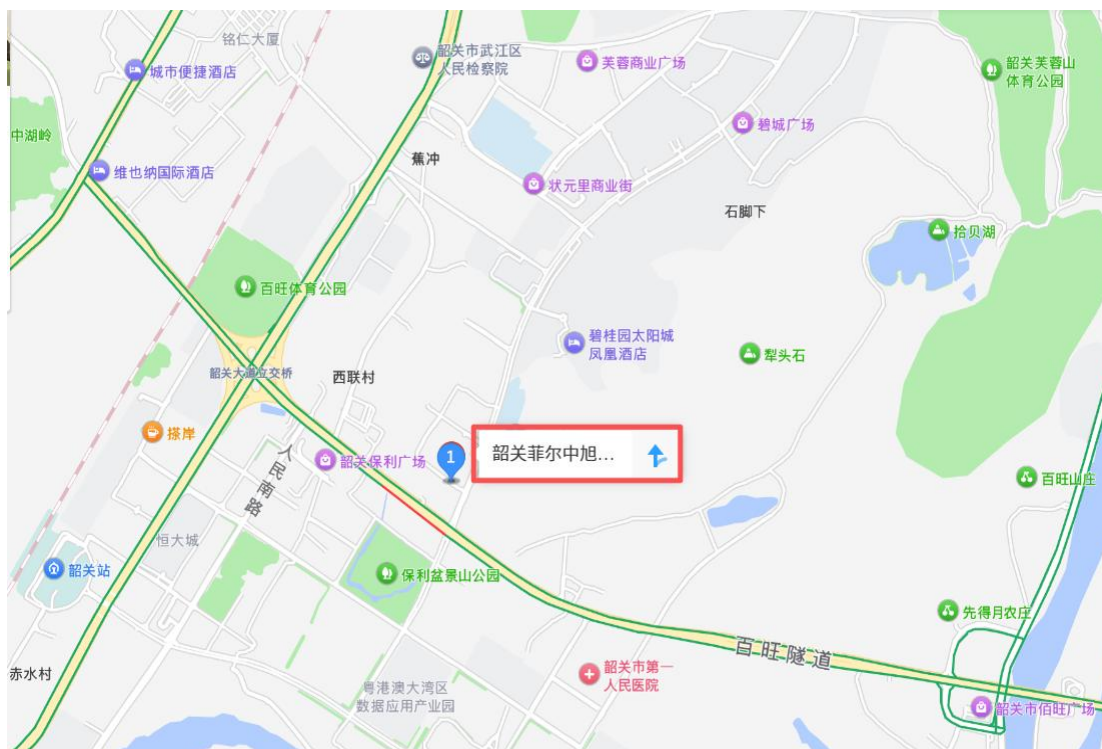 铭仁大厦
韶关市武江区
人民检察院
芙蓉商业广场
韶关芙蓉山
体育公园
城市便捷酒店
中湖岭
碧城广场
蕉冲
维也纳国际酒店
状元里商业街
石脚下
拾贝湖
百旺体育公园
碧桂园太阳城
凤凰酒店
犁头石
韶关大道立交桥
西联村
搽岸
人民南路
韶关保利广场
1
韶关菲尔中旭...
百旺山庄
恒大城
韶关站
保利盆景山公园
先得月农庄
百旺隧道
赤水村
韶关市第一
人民医院
粤港澳大湾区
数据应用产业园
韶关市佰旺广场